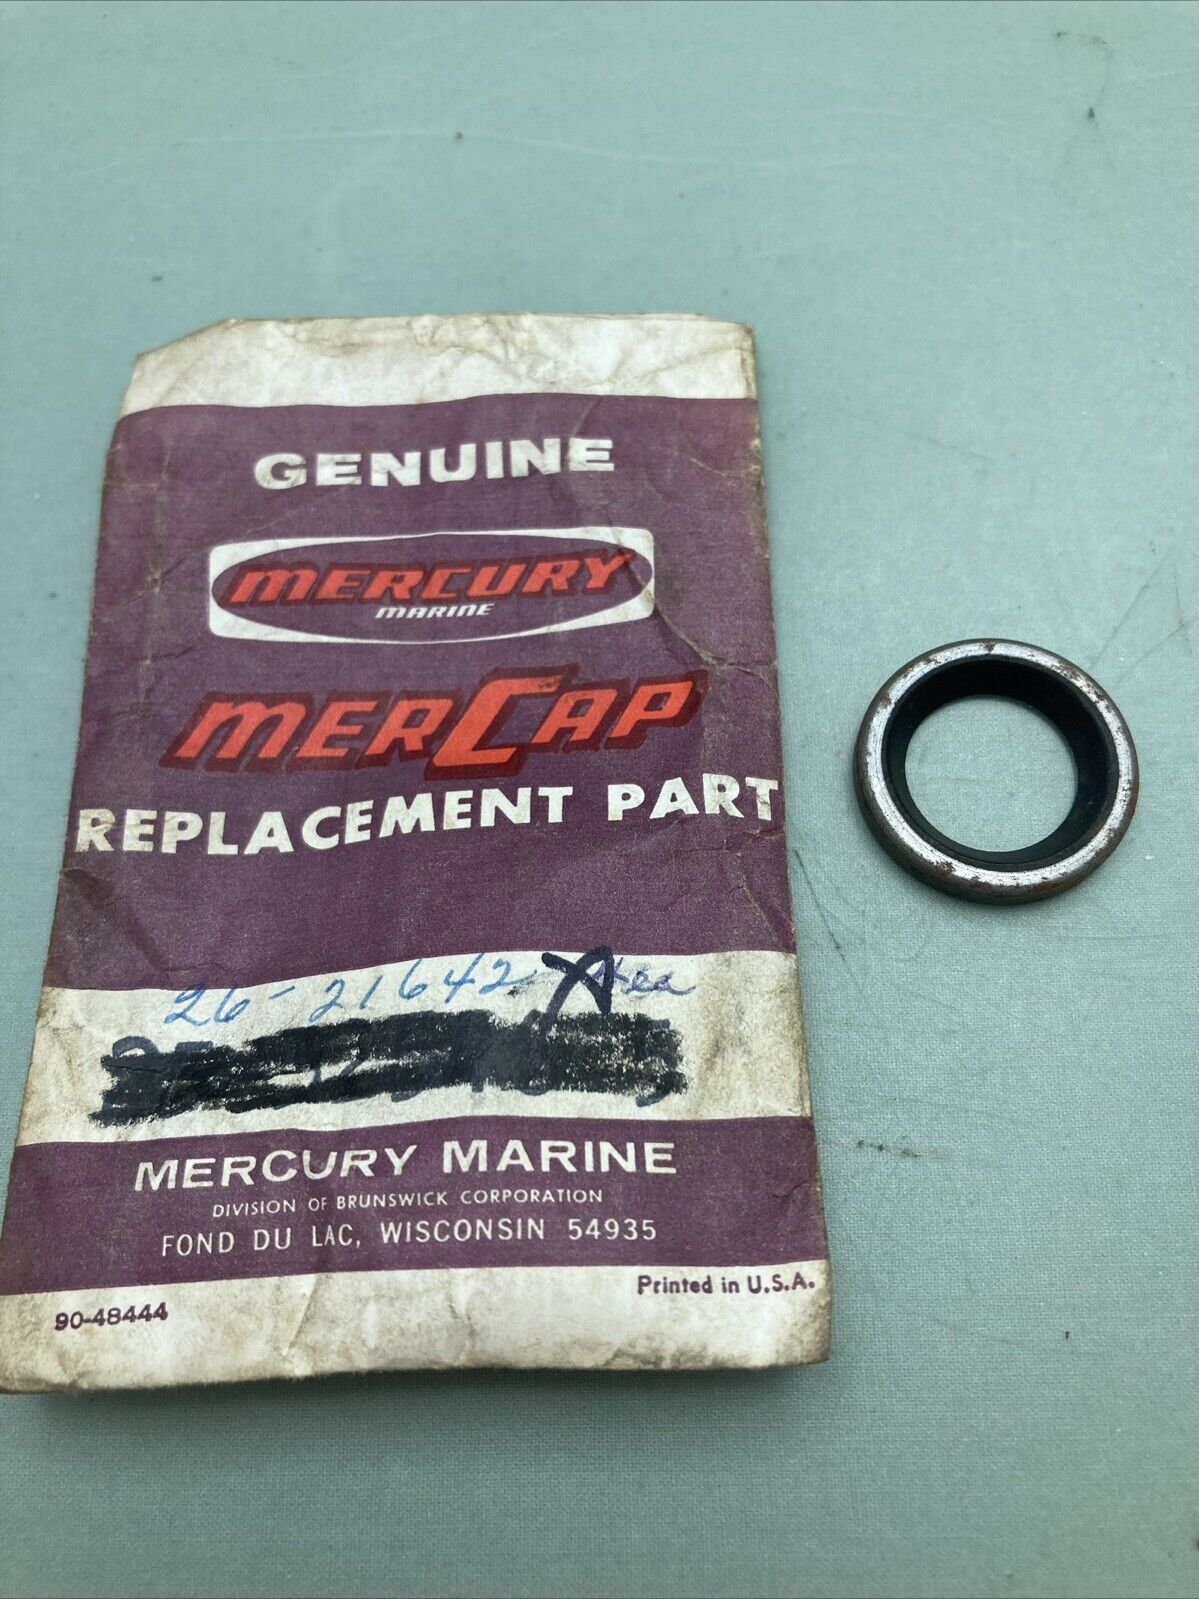 GENUINE
MERCURY
MARINE
MERCAP
REPLACEMENT PART
26-21642 A
MERCURY MARINE
DIVISION OF BRUNSWICK CORPORATION
FOND DU LAC, WISCONSIN 54935
Printed in U.S.A.
90-48444